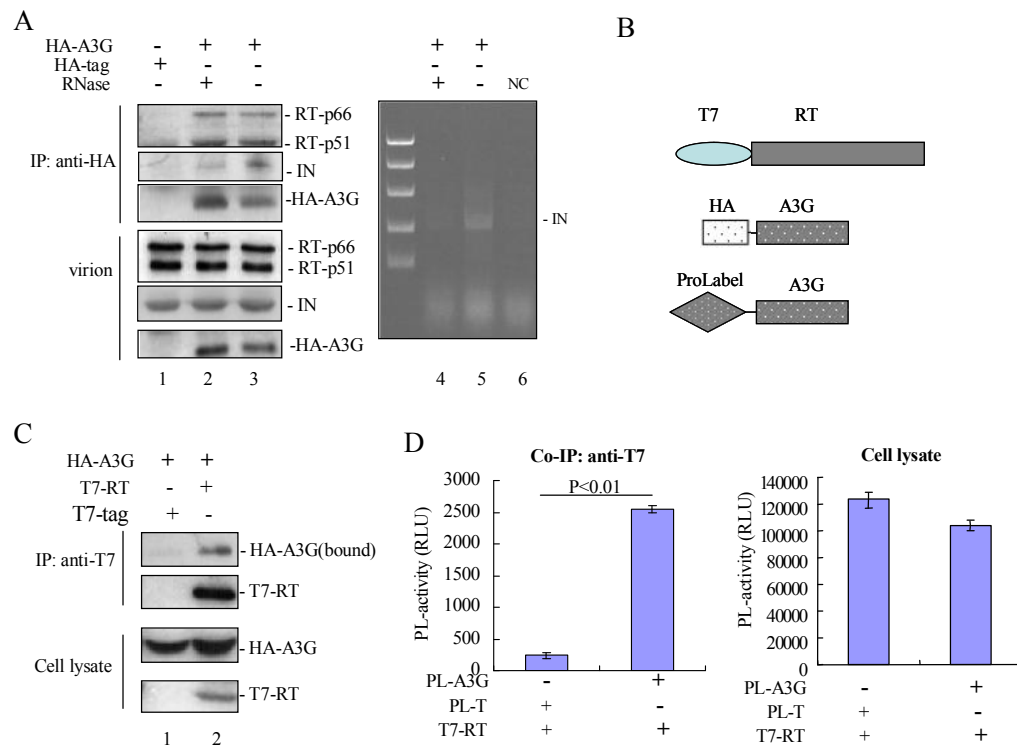 A
HA-A3G - + +
HA-tag + - -
RNase - + -
IP: anti-HA
- RT-p66
- RT-p51
- IN
-HA-A3G
virion
- RT-p66
- RT-p51
- IN
-HA-A3G
1 2 3
+ +
- -
+ - NC
- IN
4 5 6
B
T7 RT
HA A3G
ProLabel A3G
C
HA-A3G + +
T7-RT - +
T7-tag + -
IP: anti-T7
- HA-A3G(bound)
- T7-RT
Cell lysate
-HA-A3G
- T7-RT
1 2
D
Co-IP: anti-T7
P<0.01
PL-activity (RLU)
3000
2500
2000
1500
1000
500
0
PL-A3G - +
PL-T + -
T7-RT + +
Cell lysate
PL-activity (RLU)
140000
120000
100000
80000
60000
40000
20000
0
PL-A3G - +
PL-T + -
T7-RT + +